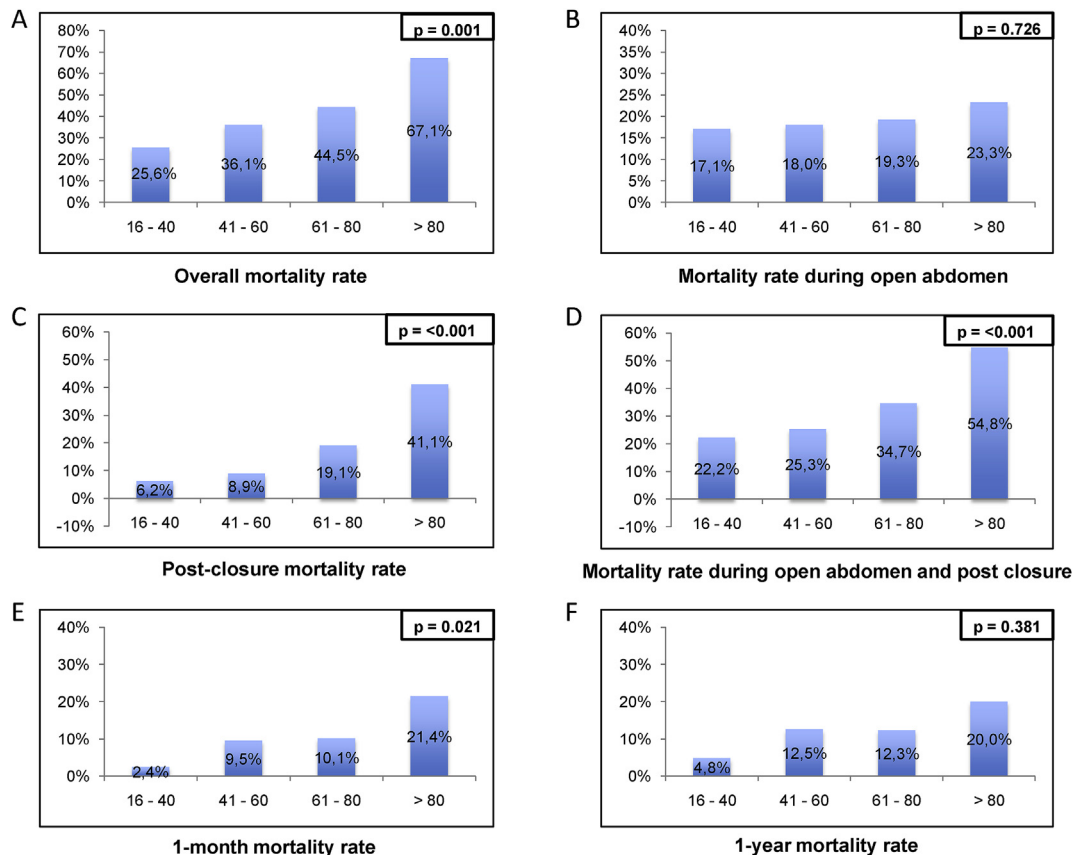 A
p = 0.001
80%
70%
60%
50%
40%
30%
20%
10%
0%
25,6%
36,1%
44,5%
67,1%
16 - 40
41 - 60
61 - 80
> 80
Overall mortality rate
B
p = 0.726
40%
35%
30%
25%
20%
15%
10%
5%
0%
17,1%
18,0%
19,3%
23,3%
16 - 40
41 - 60
61 - 80
> 80
Mortality rate during open abdomen
C
p = <0.001
60%
50%
40%
30%
20%
10%
0%
-10%
6,2%
8,9%
19,1%
41,1%
16 - 40
41 - 60
61 - 80
> 80
Post-closure mortality rate
D
p = <0.001
60%
50%
40%
30%
20%
10%
0%
-10%
22,2%
25,3%
34,7%
54,8%
16 - 40
41 - 60
61 - 80
> 80
Mortality rate during open abdomen and post closure
E
p = 0.021
40%
30%
20%
10%
0%
2,4%
9,5%
10,1%
21,4%
16 - 40
41 - 60
61 - 80
> 80
1-month mortality rate
F
p = 0.381
40%
30%
20%
10%
0%
4,8%
12,5%
12,3%
20,0%
16 - 40
41 - 60
61 - 80
> 80
1-year mortality rate